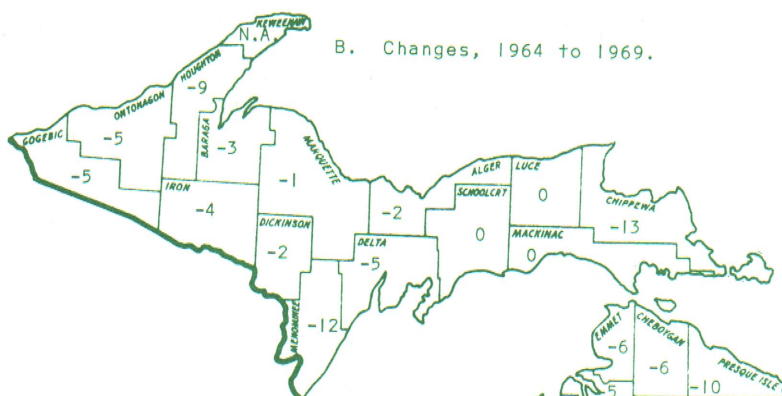 KEWEENAW
N.A.
B. Changes, 1964 to 1969.
HOUGHTON
-9
ONTONAGON
-5
GOGEBIC
-5
BARAGA
-3
MARQUETTE
-1
IRON
-4
DICKINSON
-2
ALGER
-2
LUCE
0
SCHOOLCRT
0
CHIPPEWA
-13
MACKINAC
0
DELTA
-5
MENOMINEE
-12
EMMET
-6
CHEBOYGAN
-6
PRESQUE ISLE
-10
-5